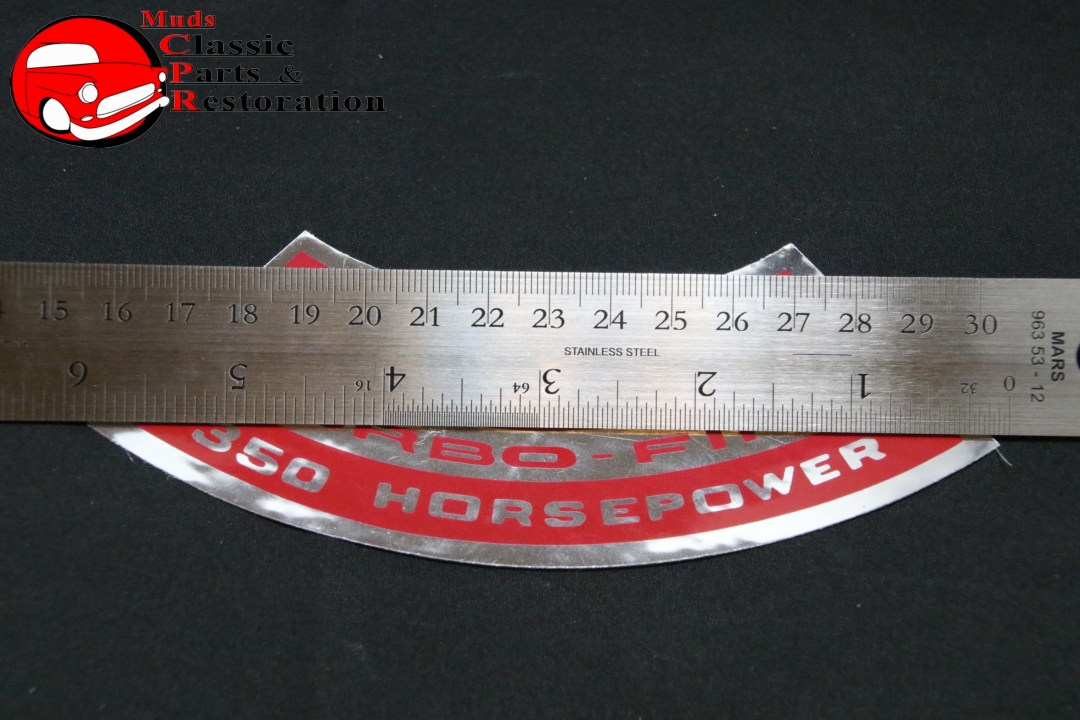 Muds
Classic
Parts &
Restoration
15 16 17 18 19 20 21 22 23 24 25 26 27 28 29 30
STAINLESS STEEL
MARS
963 53 - 12
6 5 16 4 64 3 2 1 32 0
RBO-FI
350 HORSEPOWER